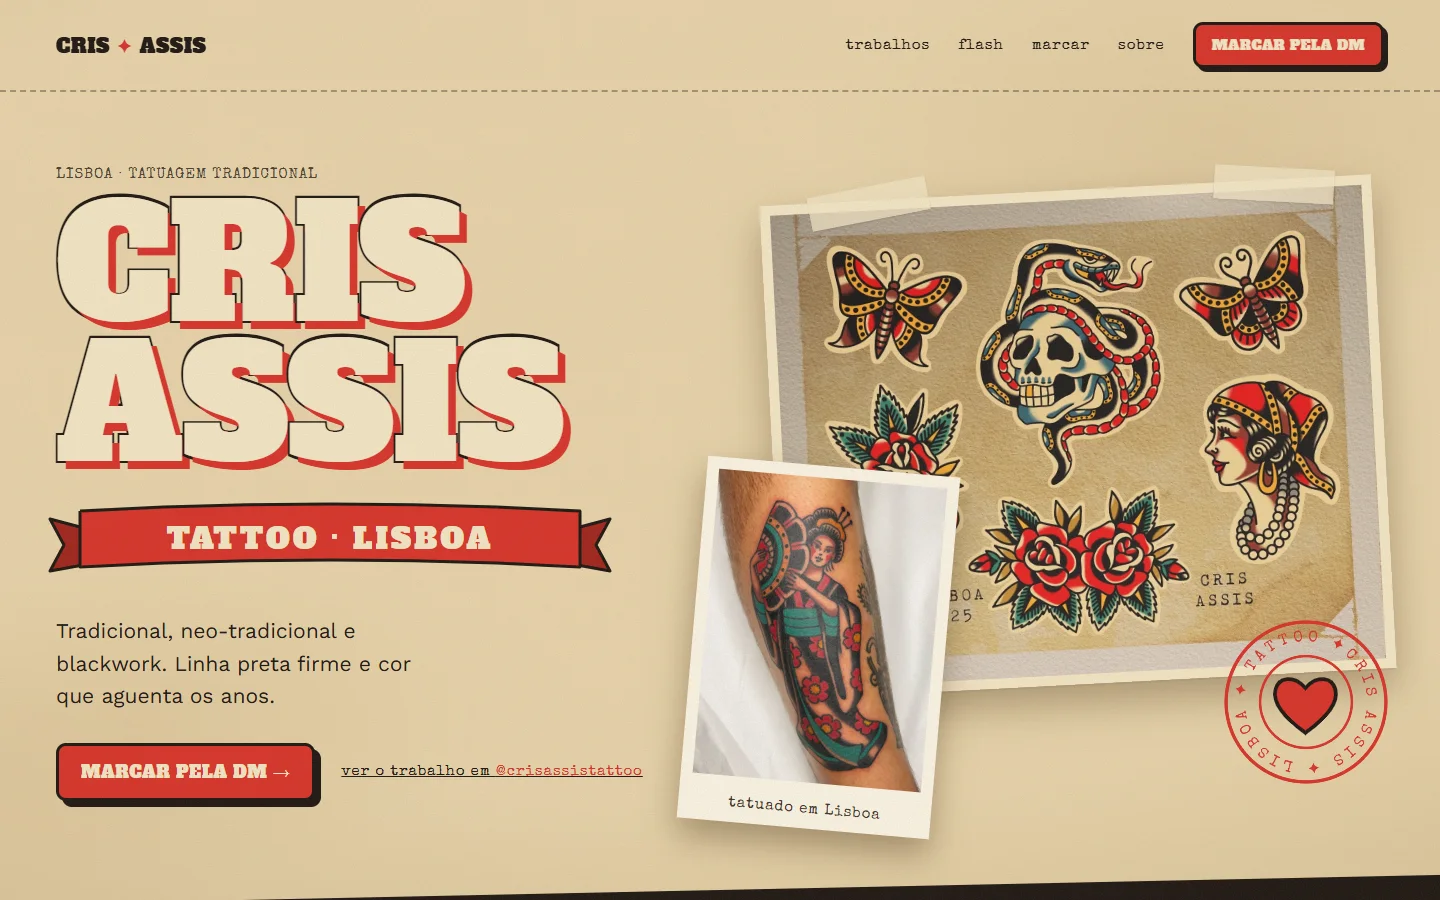 CRIS ✦ ASSIS
trabalhos flash marcar sobre MARCAR PELA DM
LISBOA · TATUAGEM TRADICIONAL
CRIS
ASSIS
TATTOO · LISBOA
Tradicional, neo-tradicional e
blackwork. Linha preta firme e cor
que aguenta os anos.
MARCAR PELA DM →
ver o trabalho em @crisassistattoo
BOA
25
CRIS
ASSIS
tatuado em Lisboa
TATTOO ✦ CRIS ASSIS ✦ LISBOA ✦